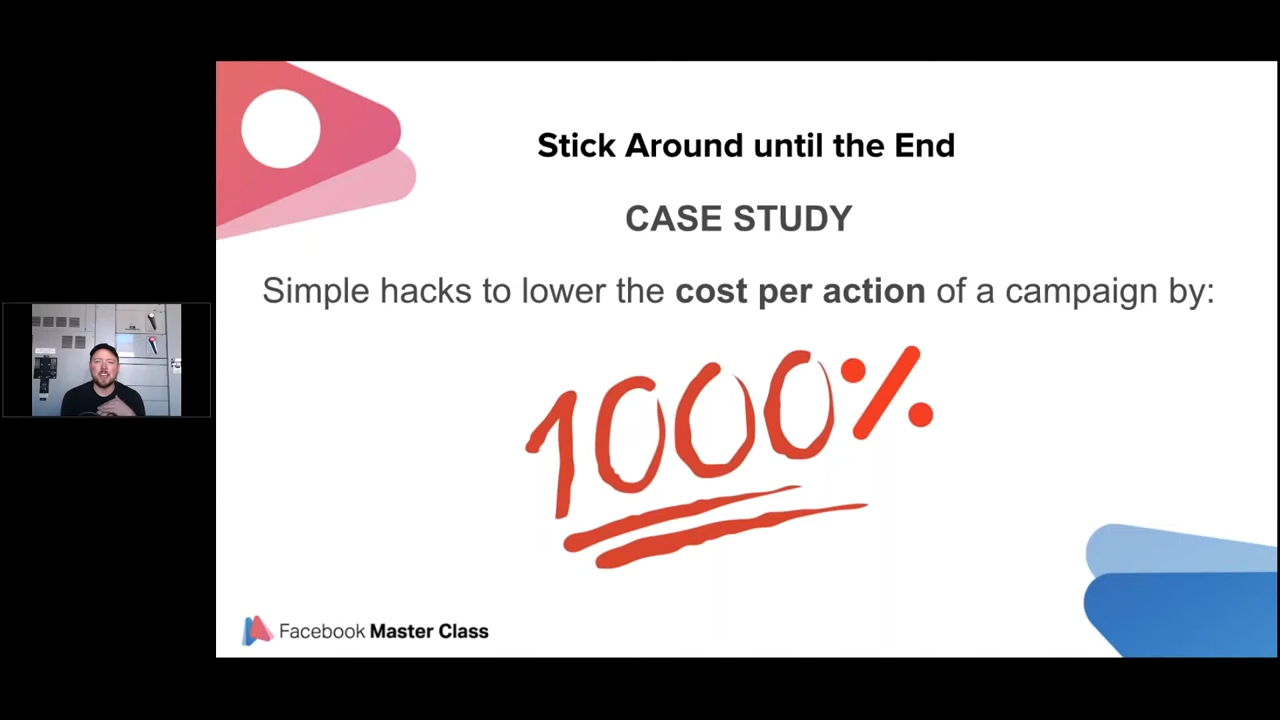 Stick Around until the End
CASE STUDY
Simple hacks to lower the cost per action of a campaign by:
1000%
Facebook Master Class